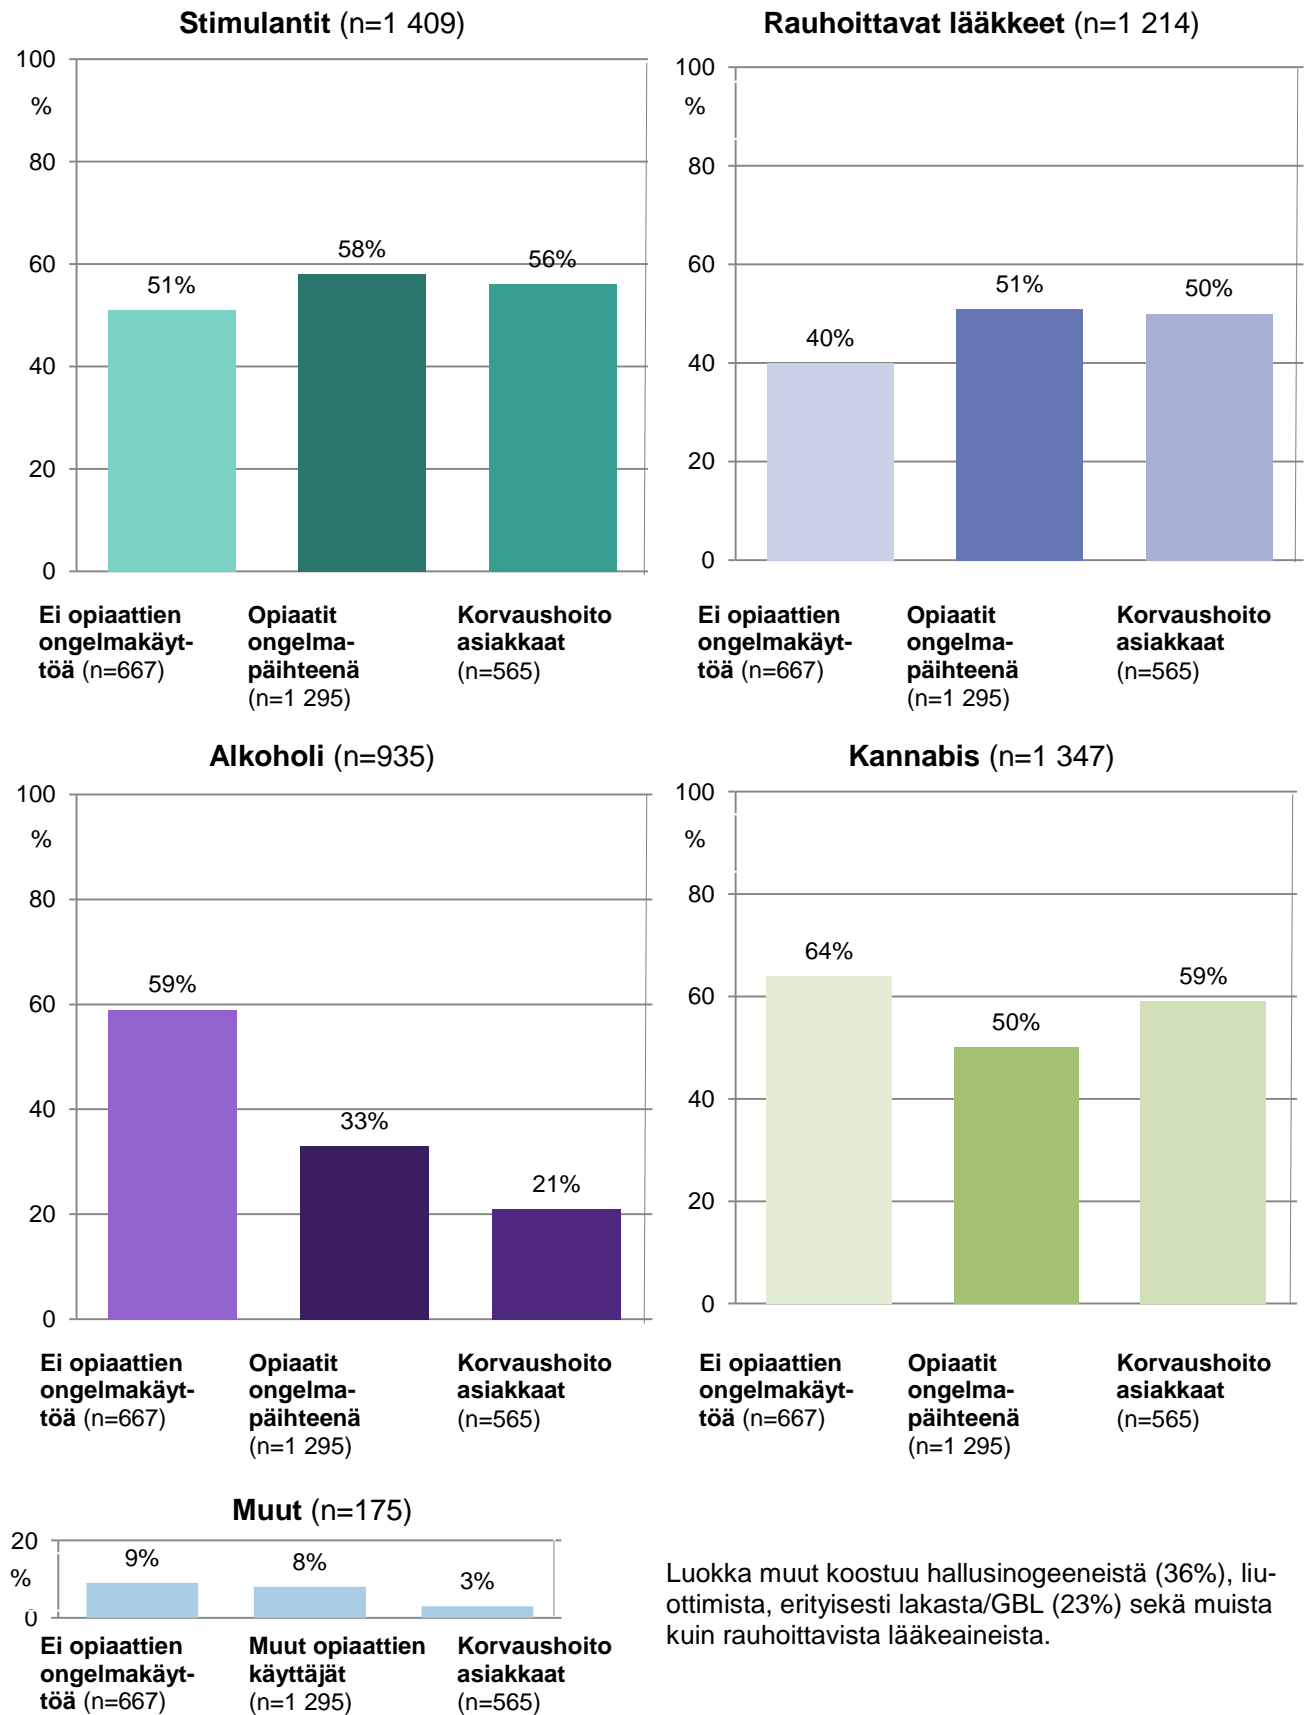 Stimulantit (n=1 409)
100
%
80
60
40
20
0
51%
58%
56%
Ei opiaattien
ongelmakäyt-
töä (n=667)
Opiaatit
ongelma-
päihteenä
(n=1 295)
Korvaushoito
asiakkaat
(n=565)
Rauhoittavat lääkkeet (n=1 214)
100
%
80
60
40
20
0
40%
51%
50%
Ei opiaattien
ongelmakäyt-
töä (n=667)
Opiaatit
ongelma-
päihteenä
(n=1 295)
Korvaushoito
asiakkaat
(n=565)
Alkoholi (n=935)
100
%
80
60
40
20
0
59%
33%
21%
Ei opiaattien
ongelmakäyt-
töä (n=667)
Opiaatit
ongelma-
päihteenä
(n=1 295)
Korvaushoito
asiakkaat
(n=565)
Kannabis (n=1 347)
100
%
80
60
40
20
0
64%
50%
59%
Ei opiaattien
ongelmakäyt-
töä (n=667)
Opiaatit
ongelma-
päihteenä
(n=1 295)
Korvaushoito
asiakkaat
(n=565)
Muut (n=175)
20
%
0
9%
8%
3%
Ei opiaattien
ongelmakäyt-
töä (n=667)
Muut opiaattien
käyttäjät
(n=1 295)
Korvaushoito
asiakkaat
(n=565)
Luokka muut koostuu hallusinogeeneistä (36%), liu-
ottimista, erityisesti lakasta/GBL (23%) sekä muista
kuin rauhoittavista lääkeaineista.